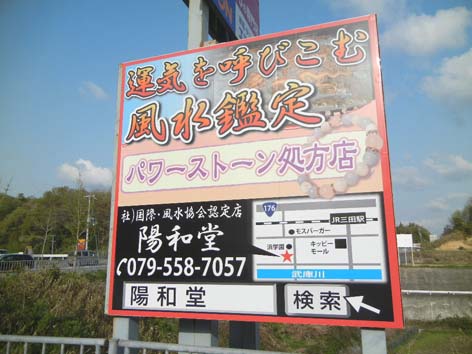 運気を呼びこむ
風水鑑定
パワーストーン処方店
社)国際・風水協会認定店
陽和堂
079-558-7057
176
JR三田駅
モスバーガー
浜学園
キッピー
モール
武庫川
陽和堂
検索